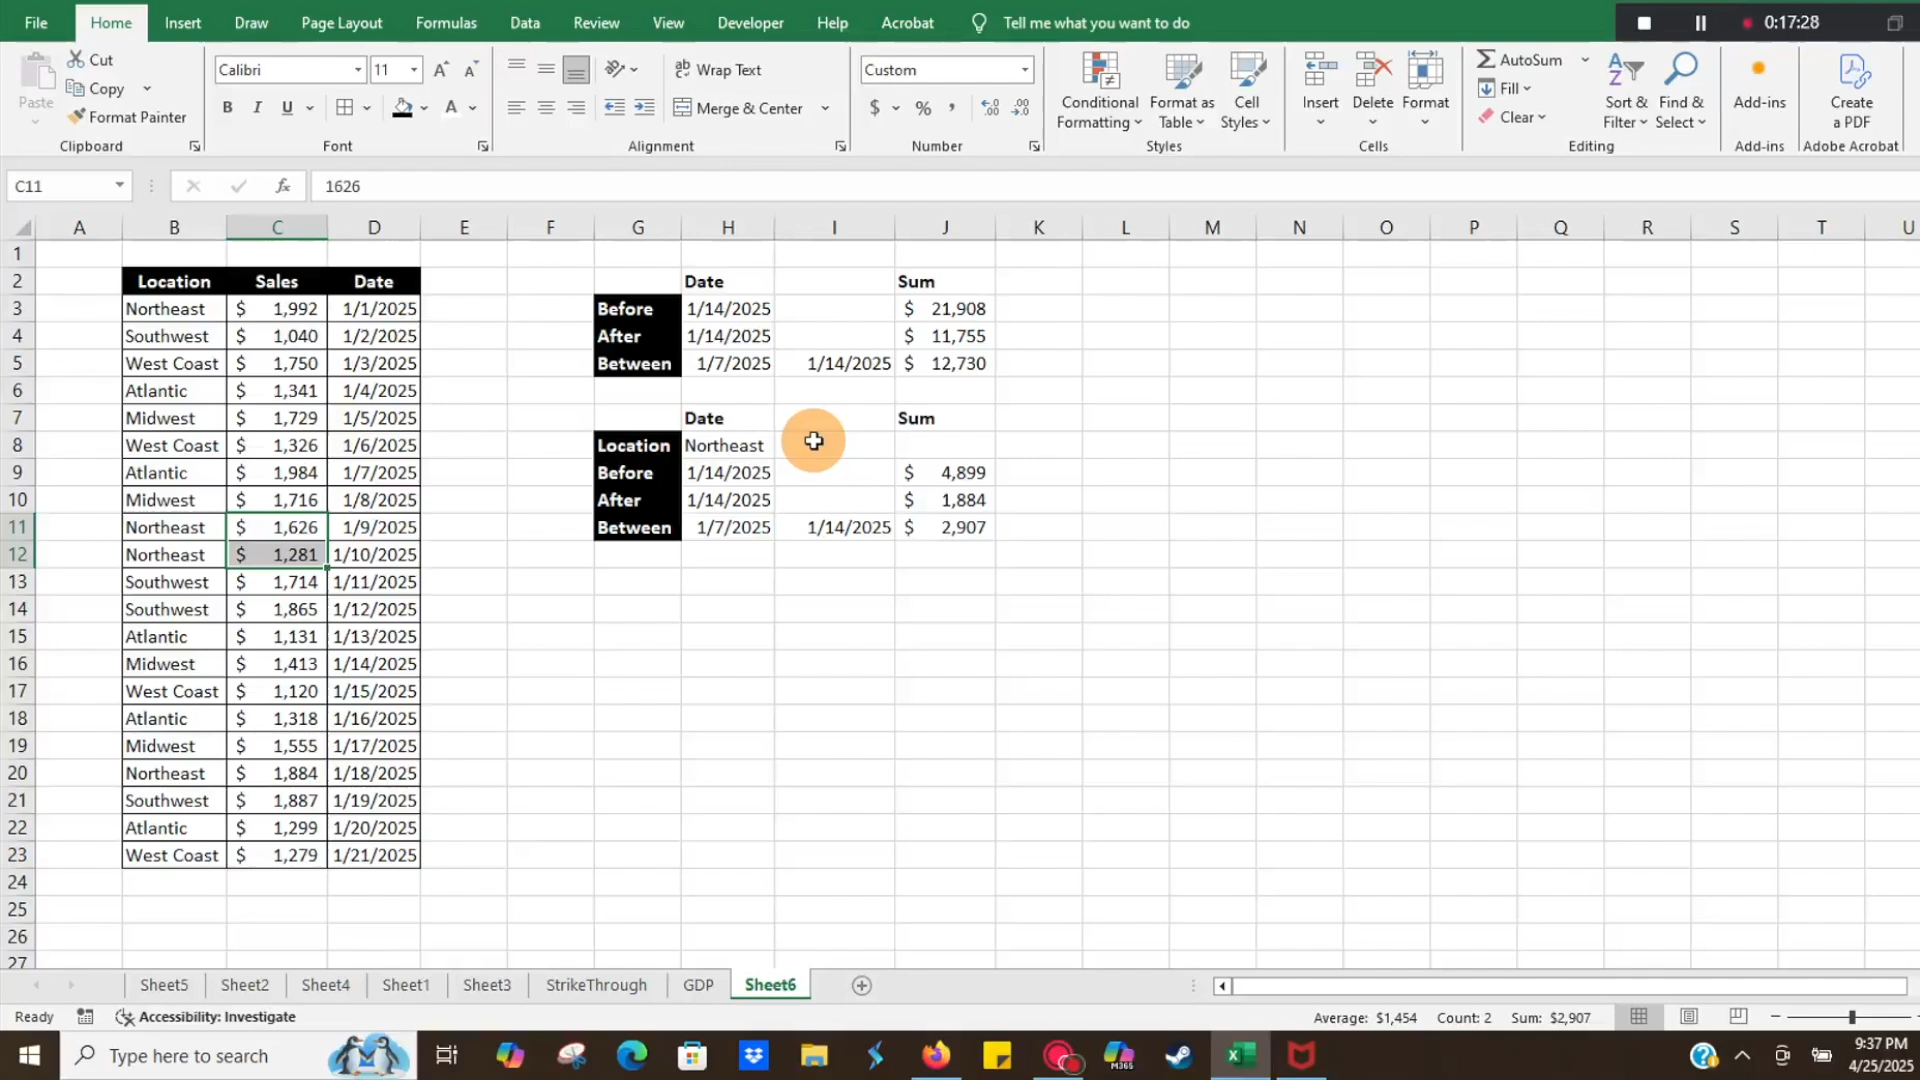 File Home Insert Draw Page Layout Formulas Data Review View Developer Help Acrobat Tell me what you want to do 0:17:28
Paste Cut Copy Format Painter
Clipboard
Calibri 11 A A
B I U A
Font
Wrap Text
Merge & Center
Alignment
Custom
$ % , .00
Number
Conditional Formatting Format as Table Cell Styles
Styles
Insert Delete Format
Cells
AutoSum Fill Clear Sort & Filter Find & Select
Editing
Add-ins
Add-ins
Create a PDF
Adobe Acrobat
C11 fx 1626
A B C D E F G H I J K L M N O P Q R S T U
1
2 Location Sales Date Date Sum
3 Northeast $ 1,992 1/1/2025 Before 1/14/2025 $ 21,908
4 Southwest $ 1,040 1/2/2025 After 1/14/2025 $ 11,755
5 West Coast $ 1,750 1/3/2025 Between 1/7/2025 1/14/2025 $ 12,730
6 Atlantic $ 1,341 1/4/2025
7 Midwest $ 1,729 1/5/2025 Date Sum
8 West Coast $ 1,326 1/6/2025 Location Northeast
9 Atlantic $ 1,984 1/7/2025 Before 1/14/2025 $ 4,899
10 Midwest $ 1,716 1/8/2025 After 1/14/2025 $ 1,884
11 Northeast $ 1,626 1/9/2025 Between 1/7/2025 1/14/2025 $ 2,907
12 Northeast $ 1,281 1/10/2025
13 Southwest $ 1,714 1/11/2025
14 Southwest $ 1,865 1/12/2025
15 Atlantic $ 1,131 1/13/2025
16 Midwest $ 1,413 1/14/2025
17 West Coast $ 1,120 1/15/2025
18 Atlantic $ 1,318 1/16/2025
19 Midwest $ 1,555 1/17/2025
20 Northeast $ 1,884 1/18/2025
21 Southwest $ 1,887 1/19/2025
22 Atlantic $ 1,299 1/20/2025
23 West Coast $ 1,279 1/21/2025
24
25
26
27
Sheet5 Sheet2 Sheet4 Sheet1 Sheet3 StrikeThrough GDP Sheet6
Ready Accessibility: Investigate Average: $1,454 Count: 2 Sum: $2,907
Type here to search M365 9:37 PM
4/25/2025